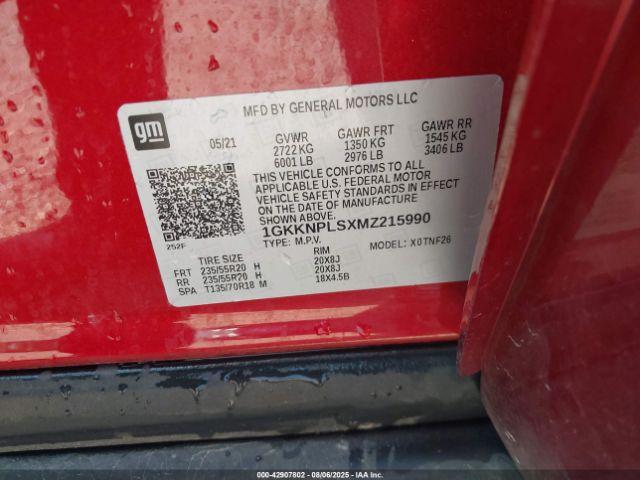 MFD BY GENERAL MOTORS LLC
gm
05/21 GVWR GAWR FRT GAWR RR
2722 KG 1350 KG 1545 KG
6001 LB 2976 LB 3406 LB
THIS VEHICLE CONFORMS TO ALL
APPLICABLE U.S. FEDERAL MOTOR
VEHICLE SAFETY STANDARDS IN EFFECT
ON THE DATE OF MANUFACTURE
SHOWN ABOVE.
1GKKNPLSXMZ215990
252F
TYPE: M.P.V. MODEL: X0TNF26
TIRE SIZE RIM
FRT 235/55R20 H 20X8J
RR 235/55R20 H 20X8J
SPA T135/70R18 M 18X4.5B
000-42907802 - 08/06/2025 - IAAI.COM